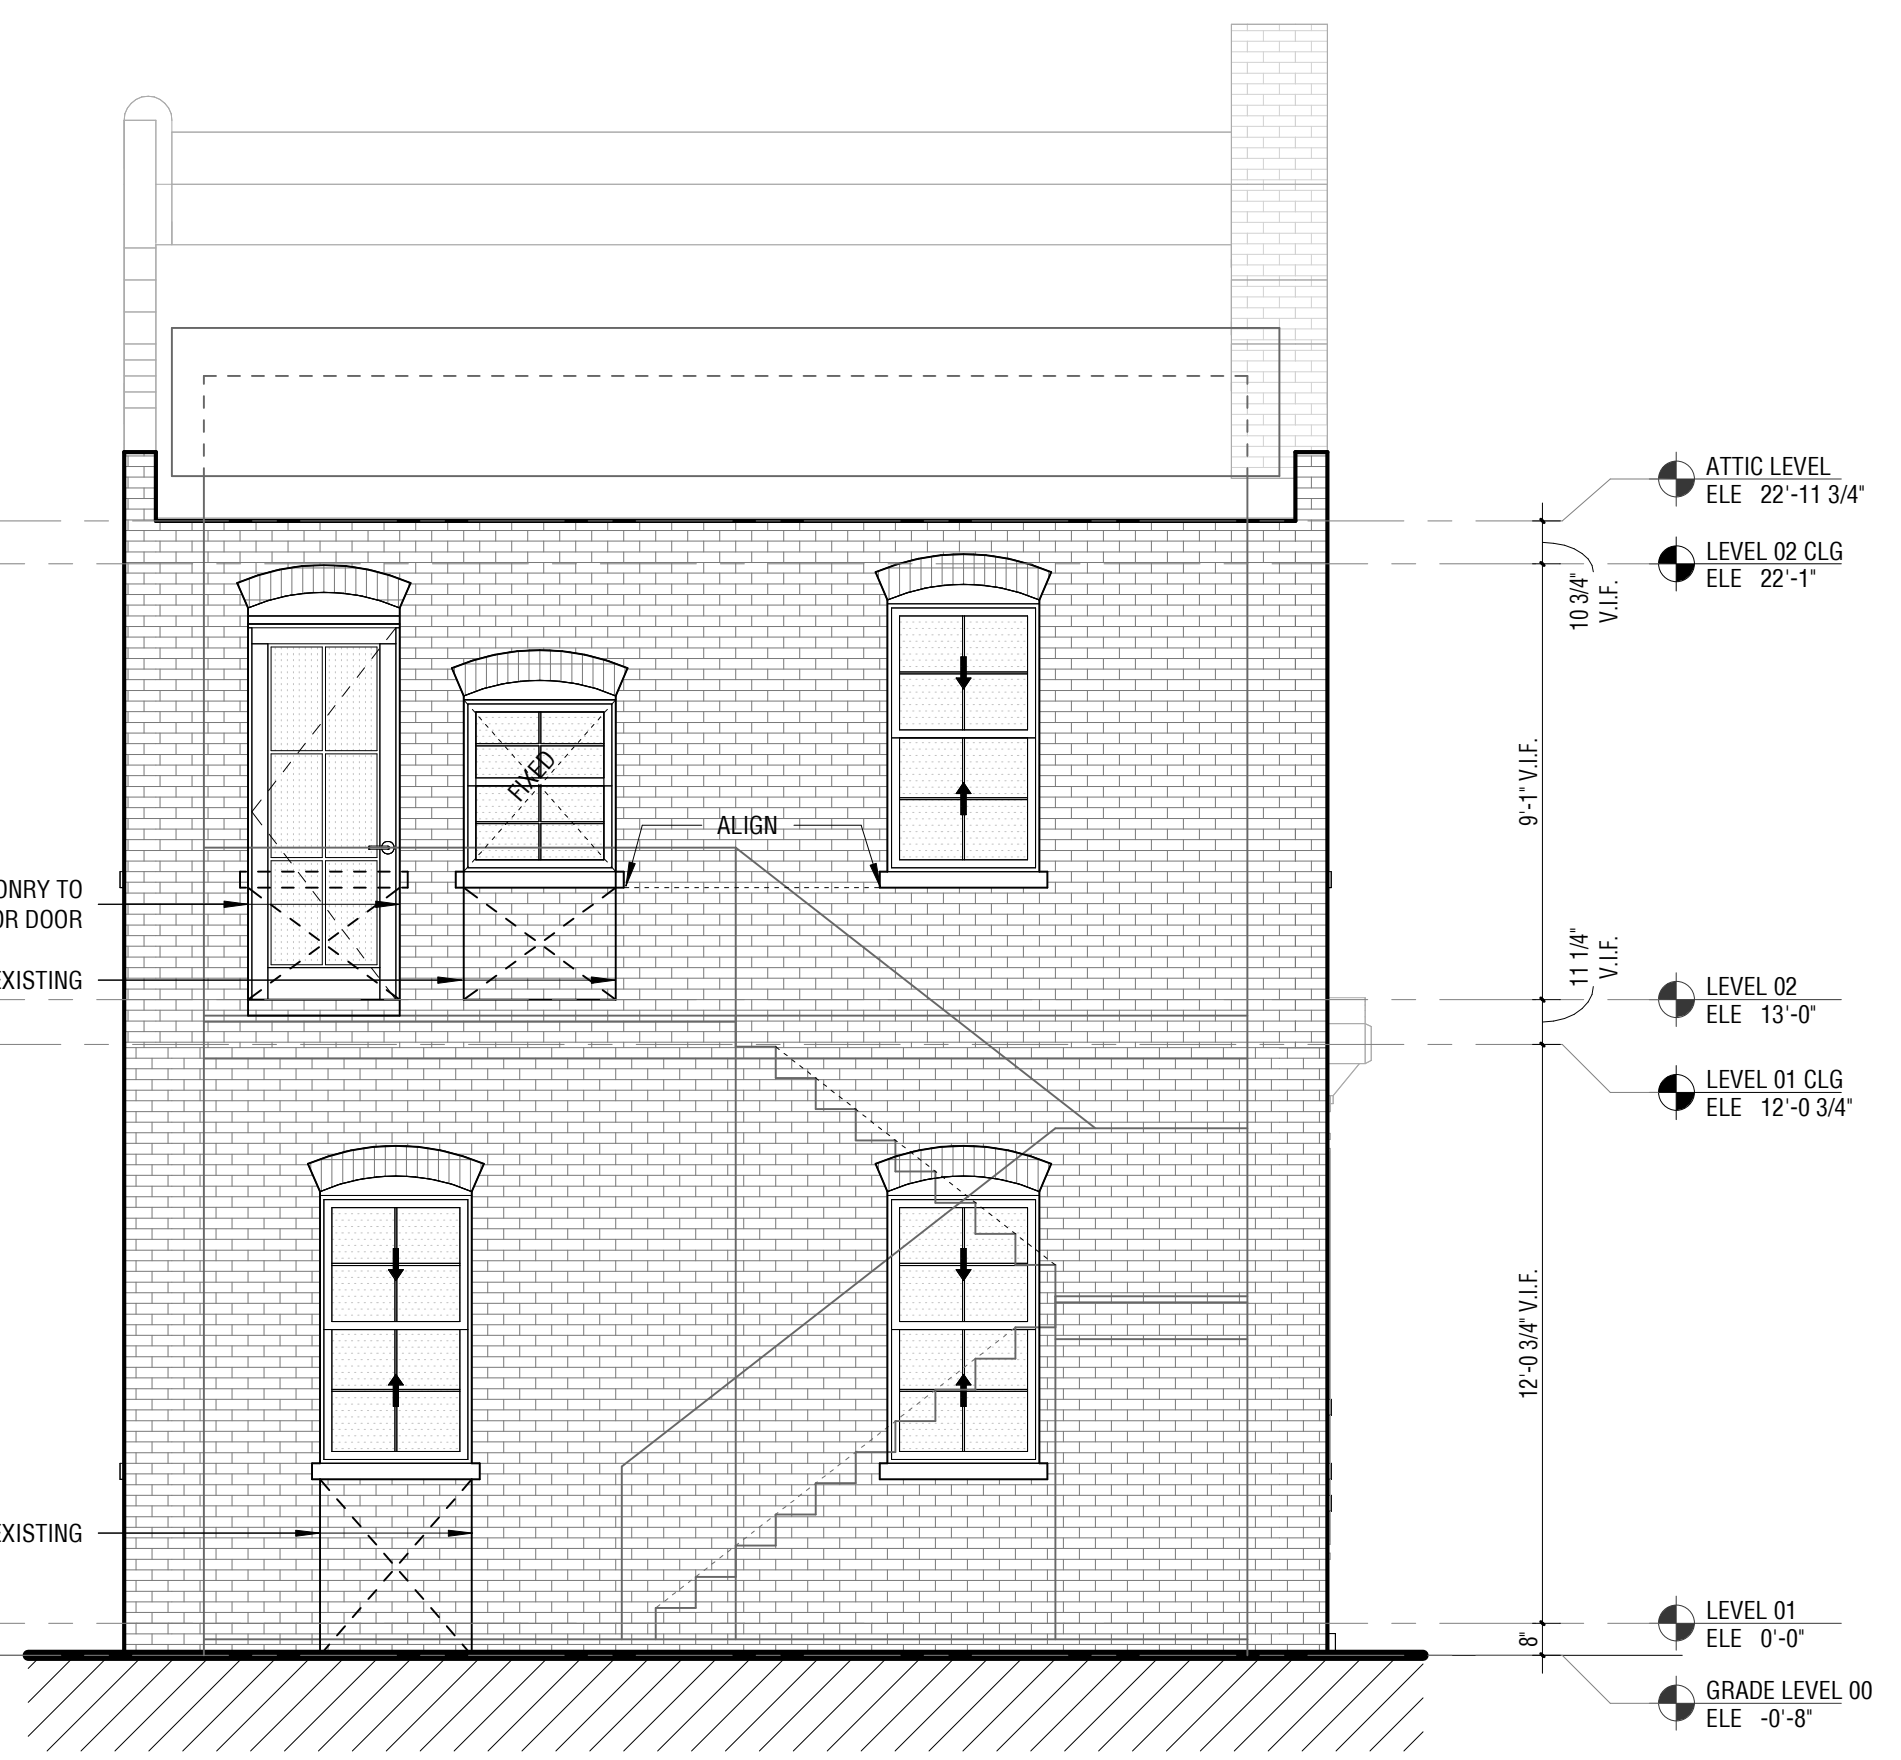 ATTIC LEVEL
ELE 22'-11 3/4"
LEVEL 02 CLG
ELE 22'-1"
10 3/4"
V.I.F.
9'-1" V.I.F.
FIXED
ALIGN
ONRY TO
OR DOOR
EXISTING
11 1/4"
V.I.F.
LEVEL 02
ELE 13'-0"
LEVEL 01 CLG
ELE 12'-0 3/4"
12'-0 3/4" V.I.F.
EXISTING
LEVEL 01
ELE 0'-0"
8"
GRADE LEVEL 00
ELE -0'-8"